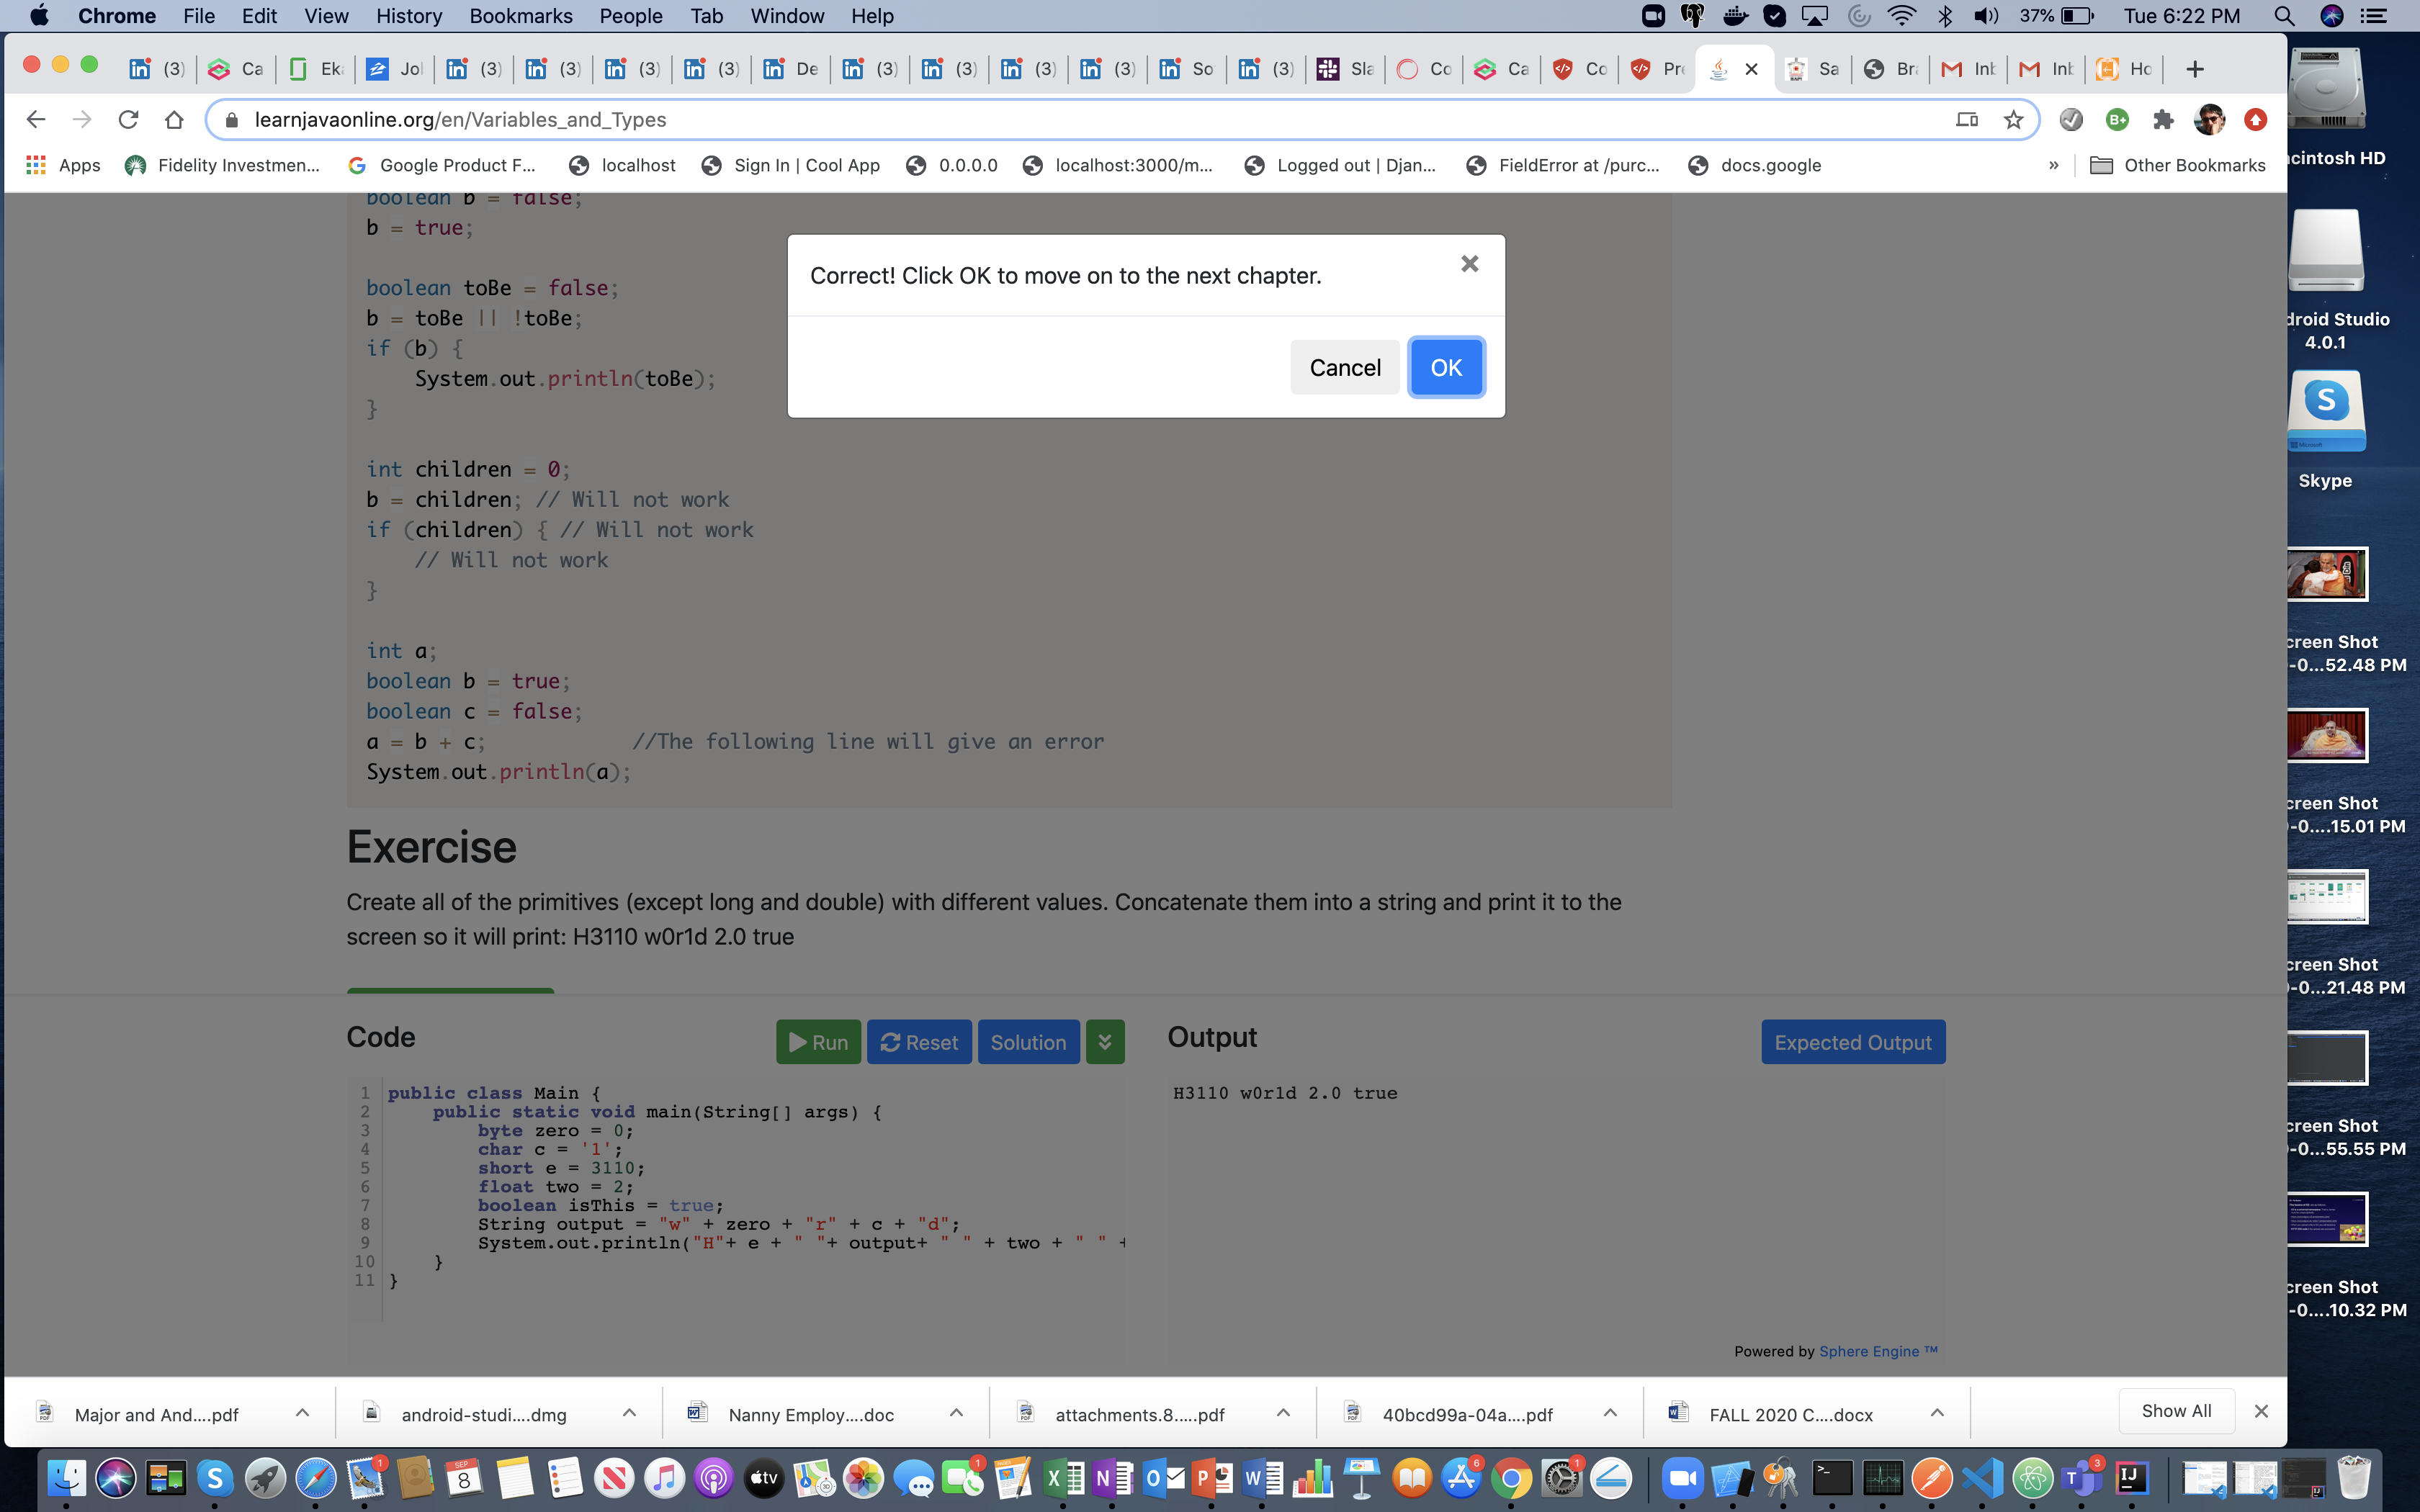 Chrome File Edit View History Bookmarks People Tab Window Help 37% Tue 6:22 PM
(3) Ca Ek Jo (3) (3) (3) (3) De (3) (3) (3) (3) So (3) Sla Co Ca Co Pr Sa Br Inb Inb Ho
learnjavaonline.org/en/Variables_and_Types
Apps Fidelity Investmen... Google Product F... localhost Sign In | Cool App 0.0.0.0 localhost:3000/m... Logged out | Djan... FieldError at /purc... docs.google » Other Bookmarks
boolean b = false;
b = true;
boolean toBe = false;
b = toBe || !toBe;
if (b) {
System.out.println(toBe);
}
int children = 0;
b = children; // Will not work
if (children) { // Will not work
// Will not work
}
int a;
boolean b = true;
boolean c = false;
a = b + c; //The following line will give an error
System.out.println(a);
Correct! Click OK to move on to the next chapter.
Cancel OK
Exercise
Create all of the primitives (except long and double) with different values. Concatenate them into a string and print it to the
screen so it will print: H3110 w0r1d 2.0 true
Code Run Reset Solution
1 public class Main {
2 public static void main(String[] args) {
3 byte zero = 0;
4 char c = '1';
5 short e = 3110;
6 float two = 2;
7 boolean isThis = true;
8 String output = "w" + zero + "r" + c + "d";
9 System.out.println("H"+ e + " "+ output+ " " + two + " " +
10 }
11 }
Output Expected Output
H3110 w0r1d 2.0 true
Powered by Sphere Engine ™
Major and And....pdf android-studi....dmg Nanny Employ....doc attachments.8.....pdf 40bcd99a-04a....pdf FALL 2020 C....docx Show All
cintosh HD
droid Studio
4.0.1
Skype
creen Shot
-0...52.48 PM
creen Shot
-0....15.01 PM
creen Shot
-0...21.48 PM
creen Shot
-0...55.55 PM
creen Shot
-0....10.32 PM
SEP
8
tv